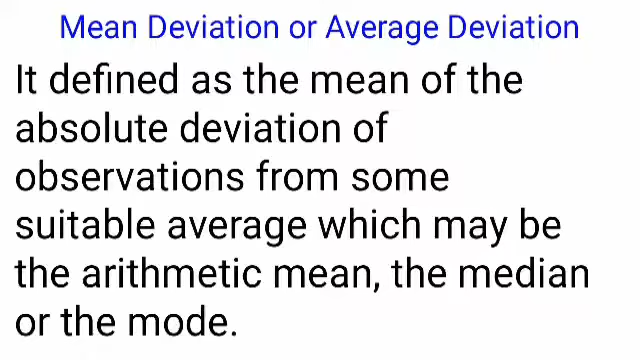 Mean Deviation or Average Deviation
It defined as the mean of the
absolute deviation of
observations from some
suitable average which may be
the arithmetic mean, the median
or the mode.